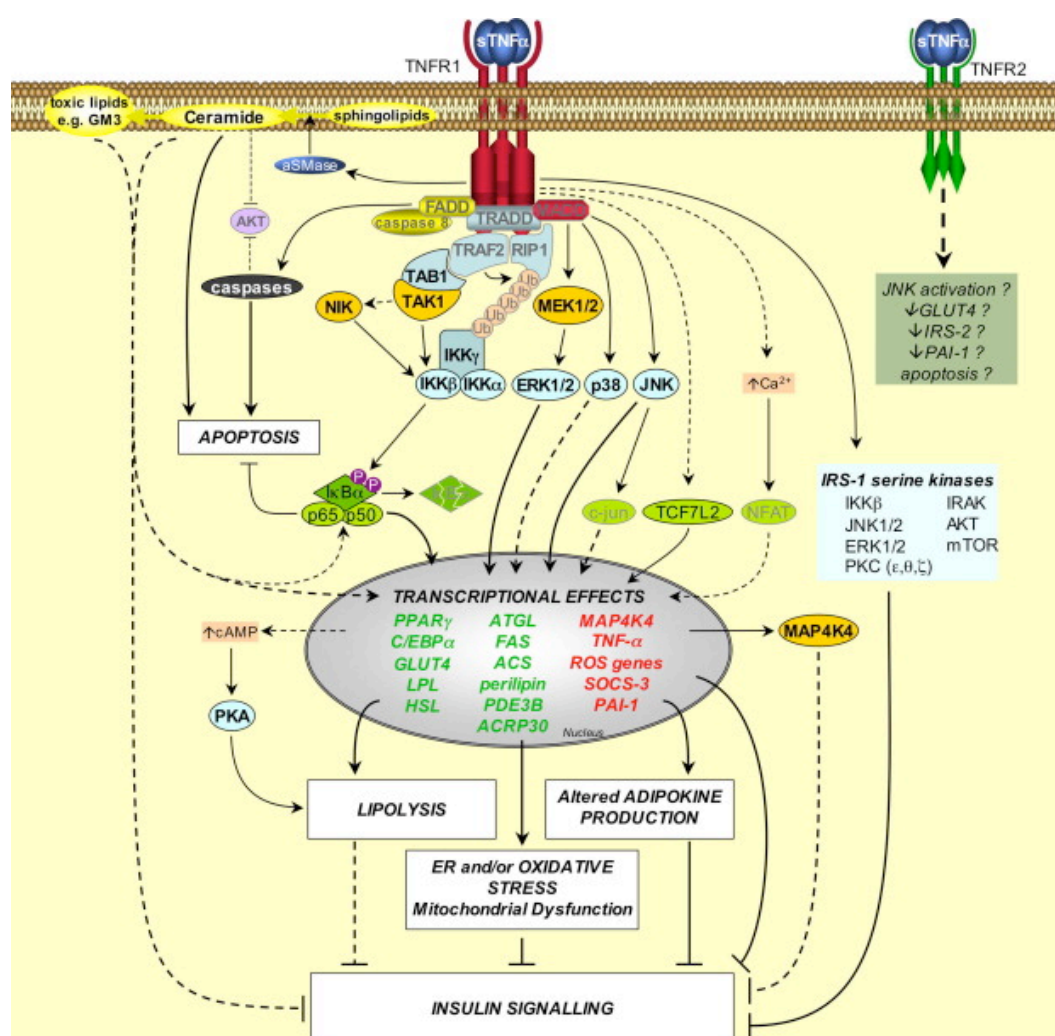 sTNFα
sTNFα
TNFR1
TNFR2
toxic lipids
e.g. GM3
Ceramide
sphingolipids
aSMase
AKT
FADD
caspase 8
TRADD
MADD
TRAF2
RIP1
caspases
TAB1
TAK1
NIK
Ub
Ub
Ub
Ub
Ub
MEK1/2
IKKγ
IKKβ
IKKα
ERK1/2
p38
JNK
↑Ca²⁺
JNK activation ?
↓GLUT4 ?
↓IRS-2 ?
↓PAI-1 ?
apoptosis ?
APOPTOSIS
P
P
IκBα
p65
p50
c-jun
TCF7L2
NFAT
IRS-1 serine kinases
IKKβ IRAK
JNK1/2 AKT
ERK1/2 mTOR
PKC (ε,θ,ζ)
TRANSCRIPTIONAL EFFECTS
PPARγ ATGL MAP4K4
C/EBPα FAS TNF-α
GLUT4 ACS ROS genes
LPL perilipin SOCS-3
HSL PDE3B PAI-1
ACRP30
Nucleus
↑cAMP
MAP4K4
PKA
LIPOLYSIS
Altered ADIPOKINE
PRODUCTION
ER and/or OXIDATIVE
STRESS
Mitochondrial Dysfunction
INSULIN SIGNALLING